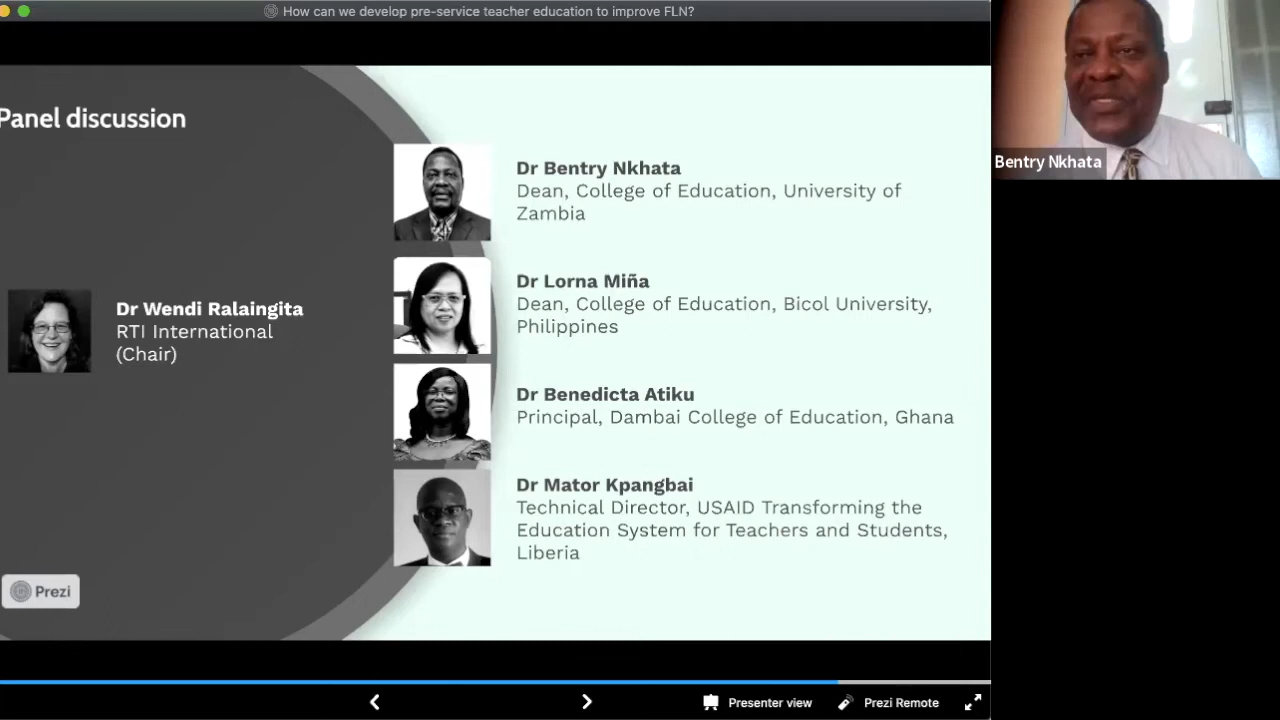 How can we develop pre-service teacher education to improve FLN?
Panel discussion
Dr Wendi Ralaingita
RTI International
(Chair)
Dr Bentry Nkhata
Dean, College of Education, University of
Zambia
Dr Lorna Miña
Dean, College of Education, Bicol University,
Philippines
Dr Benedicta Atiku
Principal, Dambai College of Education, Ghana
Dr Mator Kpangbai
Technical Director, USAID Transforming the
Education System for Teachers and Students,
Liberia
Prezi
Presenter view
Prezi Remote
Bentry Nkhata